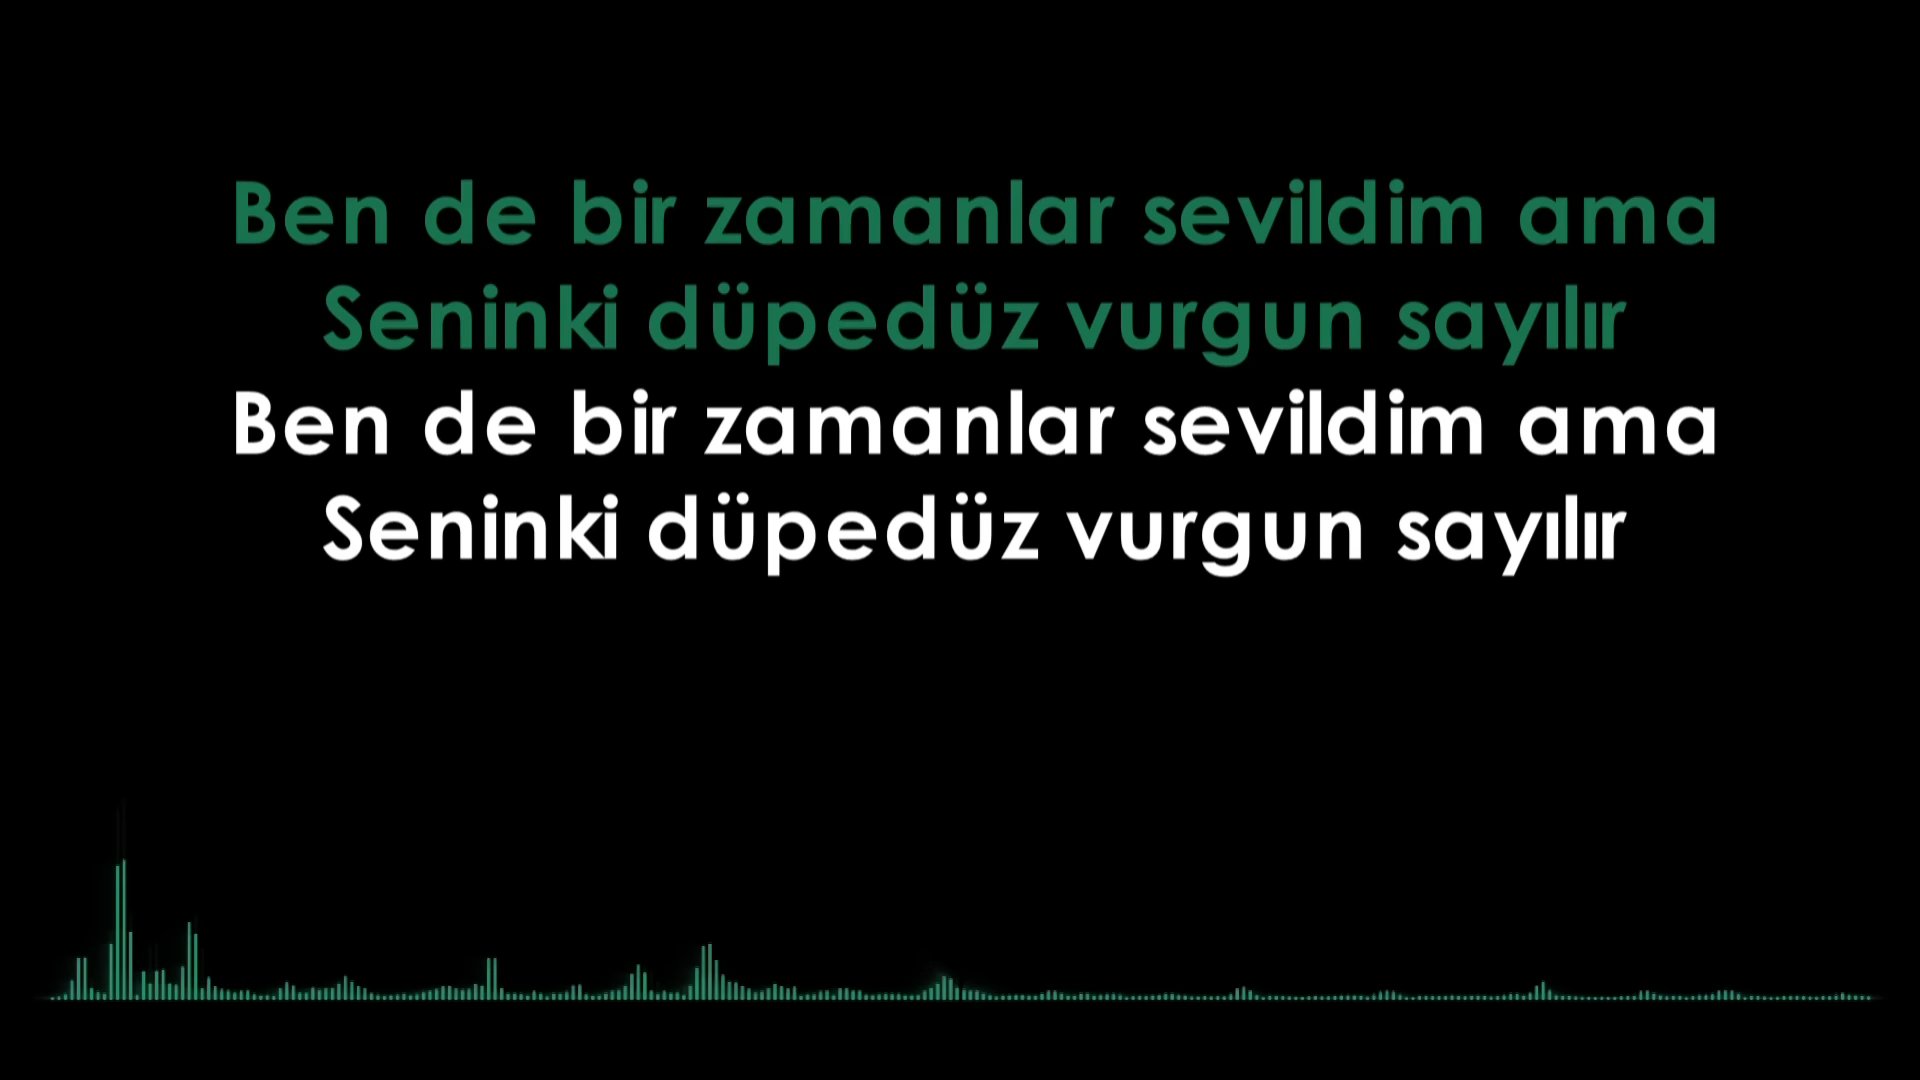 Ben de bir zamanlar sevildim ama
Seninki düpedüz vurgun sayılır
Ben de bir zamanlar sevildim ama
Seninki düpedüz vurgun sayılır